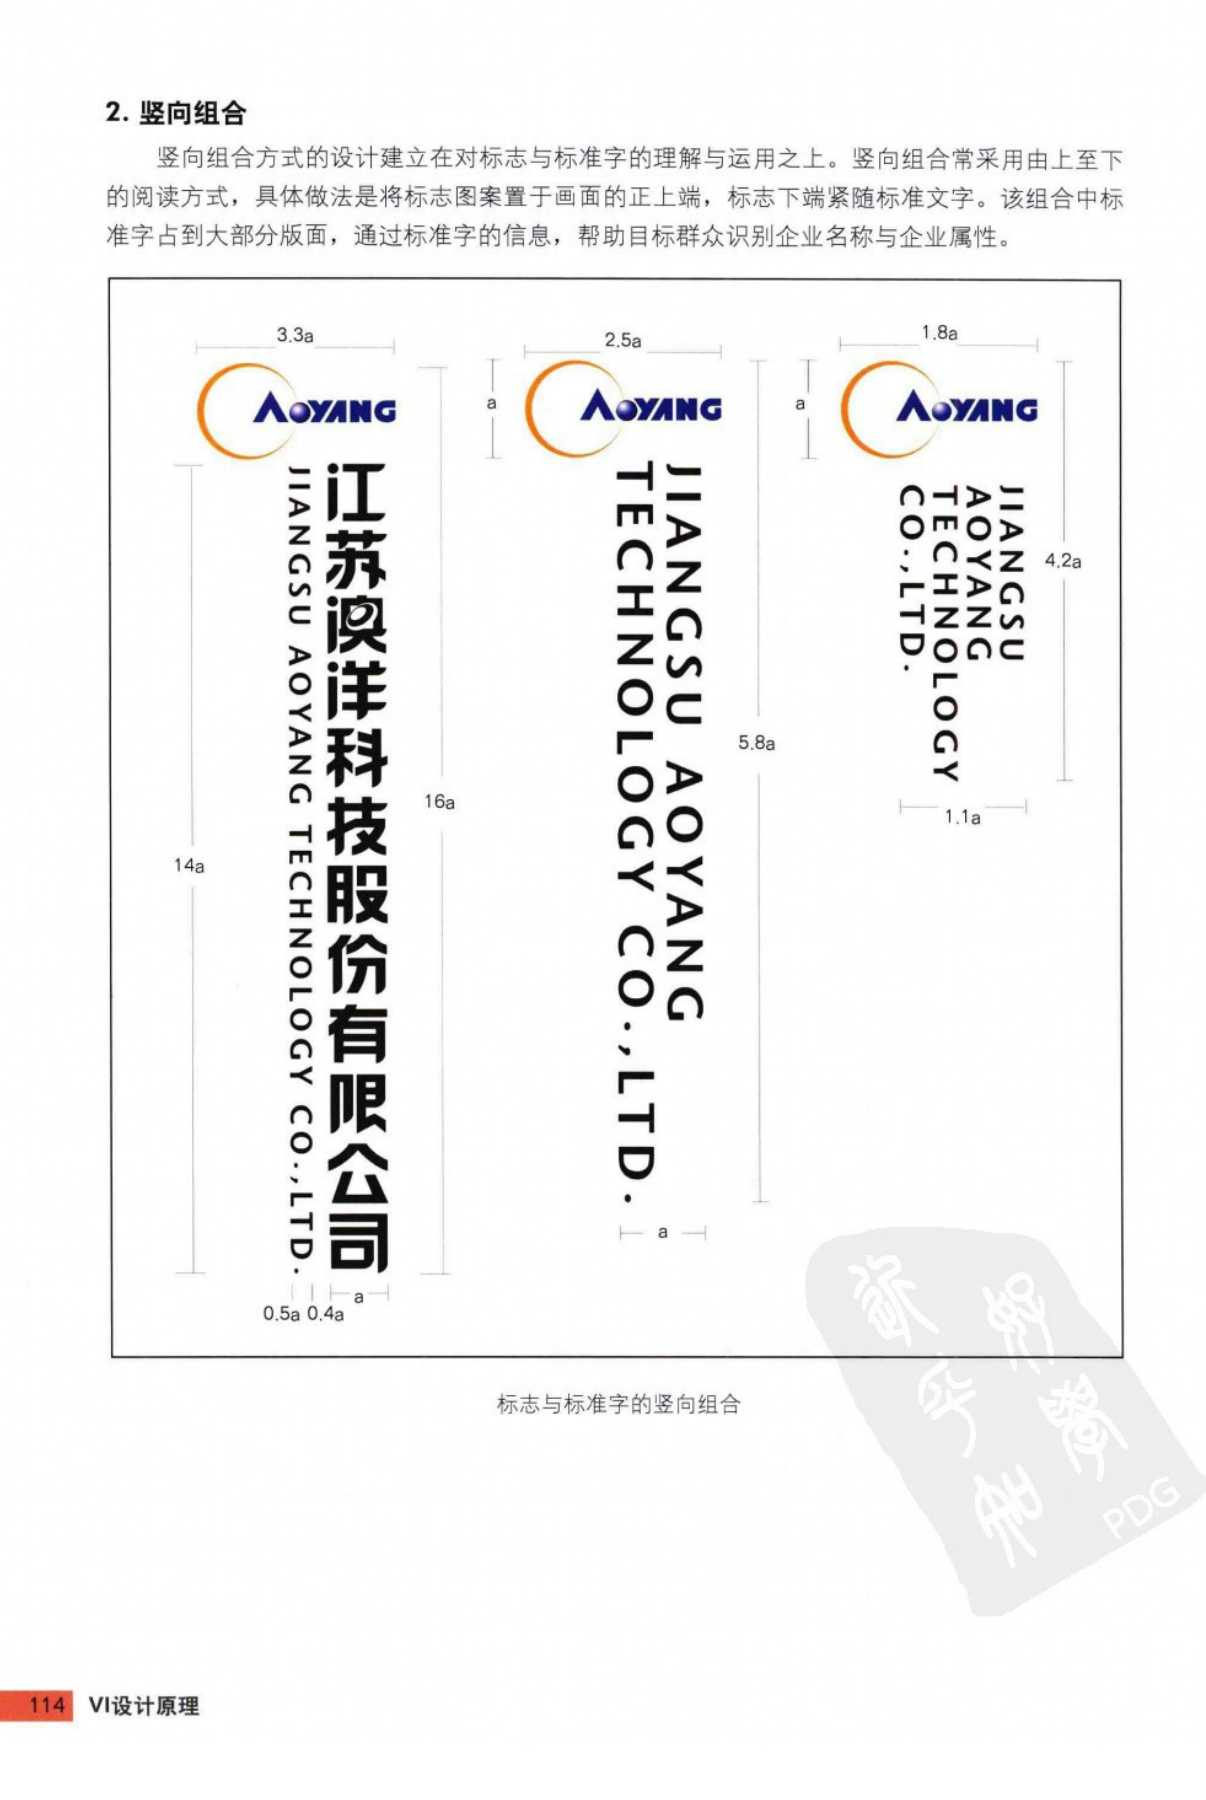 2. 竖向组合
竖向组合方式的设计建立在对标志与标准字的理解与运用之上。竖向组合常采用由上至下
的阅读方式，具体做法是将标志图案置于画面的正上端，标志下端紧随标准文字。该组合中标
准字占到大部分版面，通过标准字的信息，帮助目标群众识别企业名称与企业属性。
3.3a
AOYANG
江苏澳洋科技股份有限公司
JIANGSU AOYANG TECHNOLOGY CO.,LTD.
14a
16a
0.5a 0.4a
a
2.5a
a
AOYANG
JIANGSU AOYANG
TECHNOLOGY CO.,LTD.
5.8a
a
1.8a
a
AOYANG
JIANGSU
AOYANG
TECHNOLOGY
CO.,LTD.
4.2a
1.1a
标志与标准字的竖向组合
PDG
114 VI设计原理